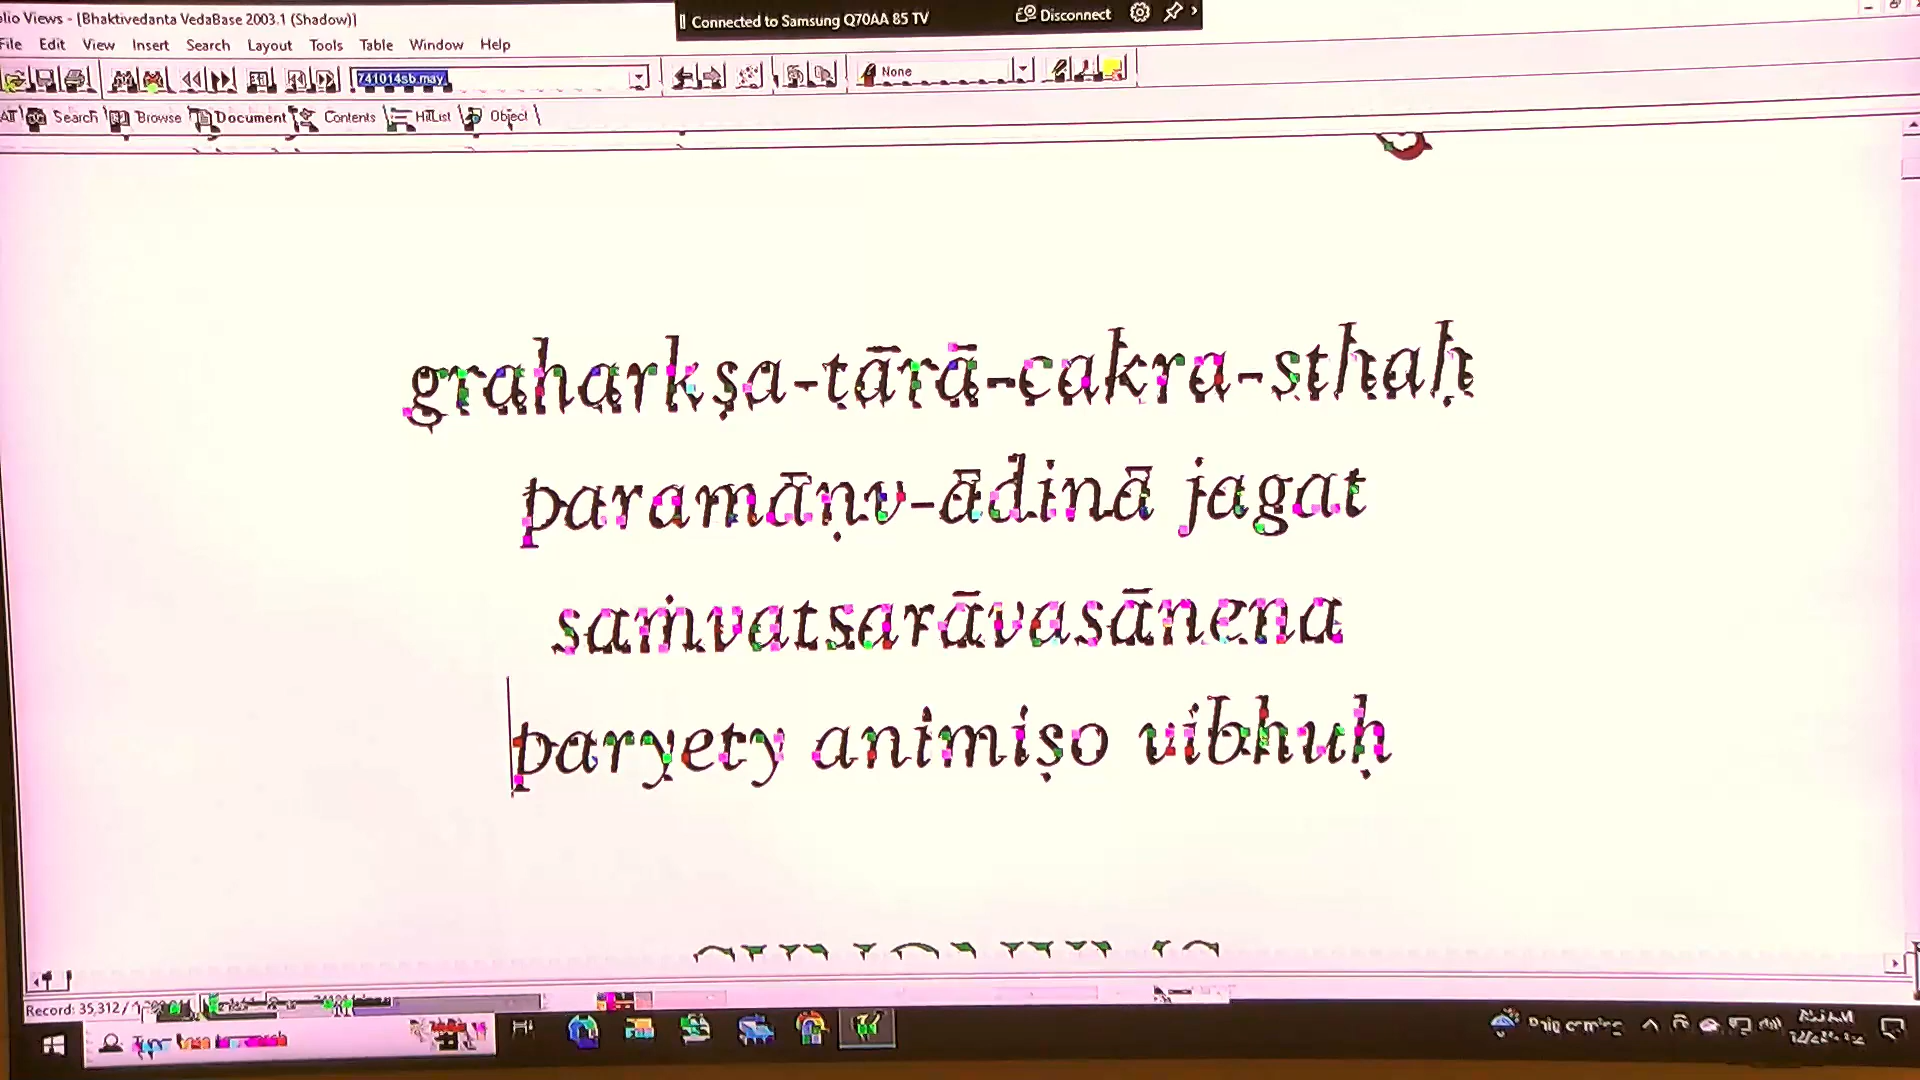 olio Views - [Bhaktivedanta VedaBase 2003.1 (Shadow)]
Connected to Samsung Q70AA 85 TV
Disconnect
File Edit View Insert Search Layout Tools Table Window Help
741014sb.may
None
Search Browse Document Contents HitList Object
graharkṣa-tārā-cakra-sthaḥ
paramāṇv-ādinā jagat
saṁvatsarāvasānena
paryety animiṣo vibhuḥ
Record: 35,312 /